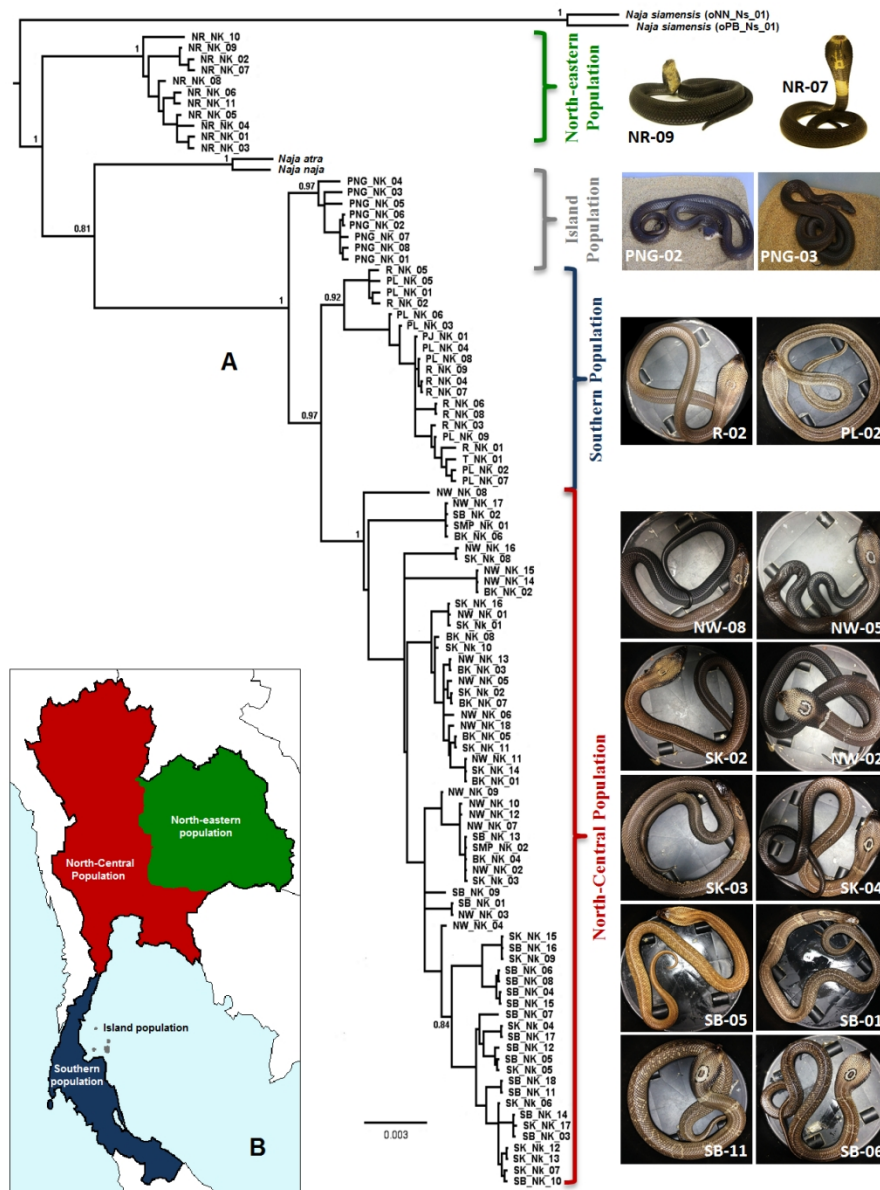 Naja siamensis (oNN_Ns_01)
Naja siamensis (oPB_Ns_01)
1
NR_NK_10
NR_NK_09
NR_NK_02
NR_NK_07
NR_NK_08
NR_NK_06
NR_NK_11
NR_NK_05
NR_NK_04
NR_NK_01
NR_NK_03
1
1
North-eastern
Population
NR-09
NR-07
Naja atra
Naja naja
1
0.81
PNG_NK_04
PNG_NK_03
PNG_NK_05
PNG_NK_06
PNG_NK_02
PNG_NK_07
PNG_NK_08
PNG_NK_01
0.97
1
Island
Population
PNG-02
PNG-03
R_NK_05
PL_NK_05
PL_NK_01
R_NK_02
PL_NK_06
PL_NK_03
PJ_NK_01
PL_NK_04
PL_NK_08
R_NK_09
R_NK_04
R_NK_07
R_NK_06
R_NK_08
R_NK_03
PL_NK_09
R_NK_01
T_NK_01
PL_NK_02
PL_NK_07
0.92
0.97
A
Southern Population
R-02
PL-02
NW_NK_08
NW_NK_17
SB_NK_02
SMP_NK_01
BK_NK_06
NW_NK_16
SK_Nk_08
NW_NK_15
NW_NK_14
BK_NK_02
SK_NK_16
NW_NK_01
SK_Nk_01
BK_NK_08
SK_Nk_10
NW_NK_13
BK_NK_03
NW_NK_05
SK_Nk_02
BK_NK_07
NW_NK_06
NW_NK_18
BK_NK_05
SK_NK_11
NW_NK_11
SK_NK_14
BK_NK_01
NW_NK_09
NW_NK_10
NW_NK_12
NW_NK_07
SB_NK_13
SMP_NK_02
BK_NK_04
NW_NK_02
SK_Nk_03
SB_NK_09
SB_NK_01
NW_NK_03
NW_NK_04
SK_NK_15
SB_NK_16
SK_Nk_09
SB_NK_06
SB_NK_08
SB_NK_04
SB_NK_15
SB_NK_07
SK_Nk_04
SB_NK_17
SB_NK_12
SB_NK_05
SK_Nk_05
SB_NK_18
SB_NK_11
SK_Nk_06
SB_NK_14
SK_NK_17
SB_NK_03
SK_NK_12
SK_NK_13
SK_Nk_07
SB_NK_10
1
0.84
0.003
North-Central Population
NW-08
NW-05
SK-02
NW-02
SK-03
SK-04
SB-05
SB-01
SB-11
SB-06
North-eastern
population
North-Central
Population
Island population
Southern
population
B